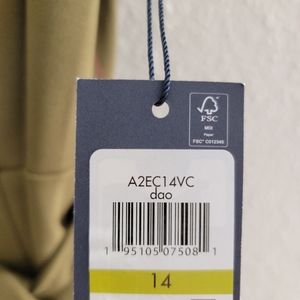 FSC
MIX
Paper
FSC® C012345
A2EC14VC
dao
1 95105 07508 1
14